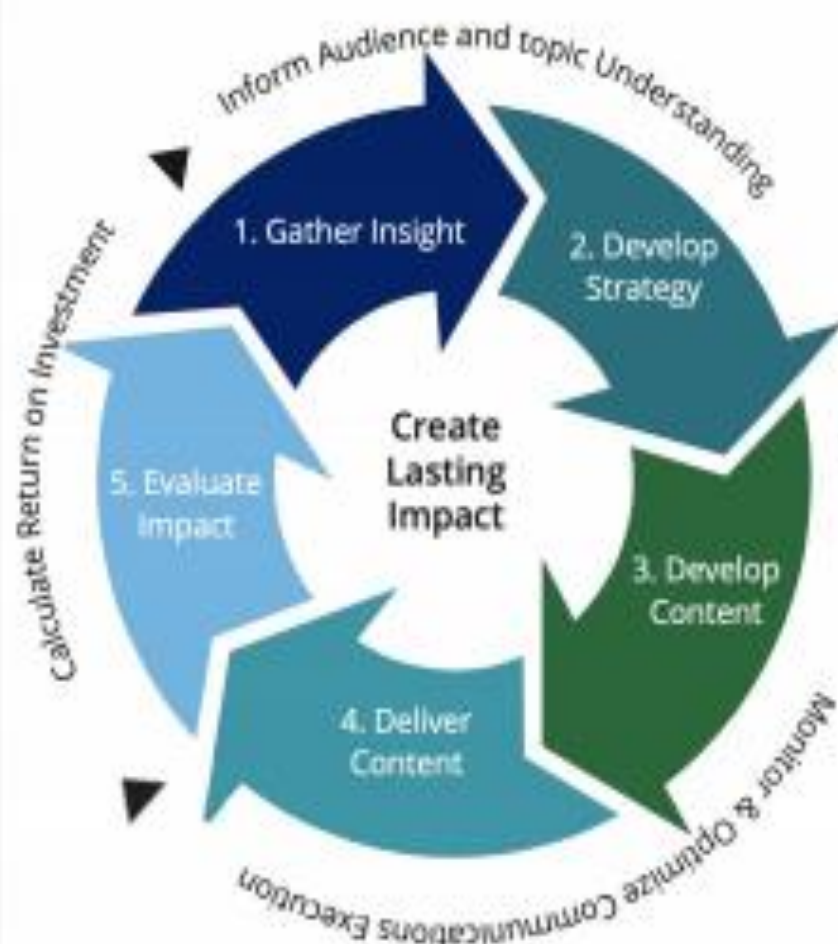 Inform Audience and topic Understanding
1. Gather Insight
2. Develop
Strategy
3. Develop
Content
4. Deliver
Content
5. Evaluate
Impact
Create
Lasting
Impact
Monitor & Optimize Communications Execution
Calculate Return on Investment